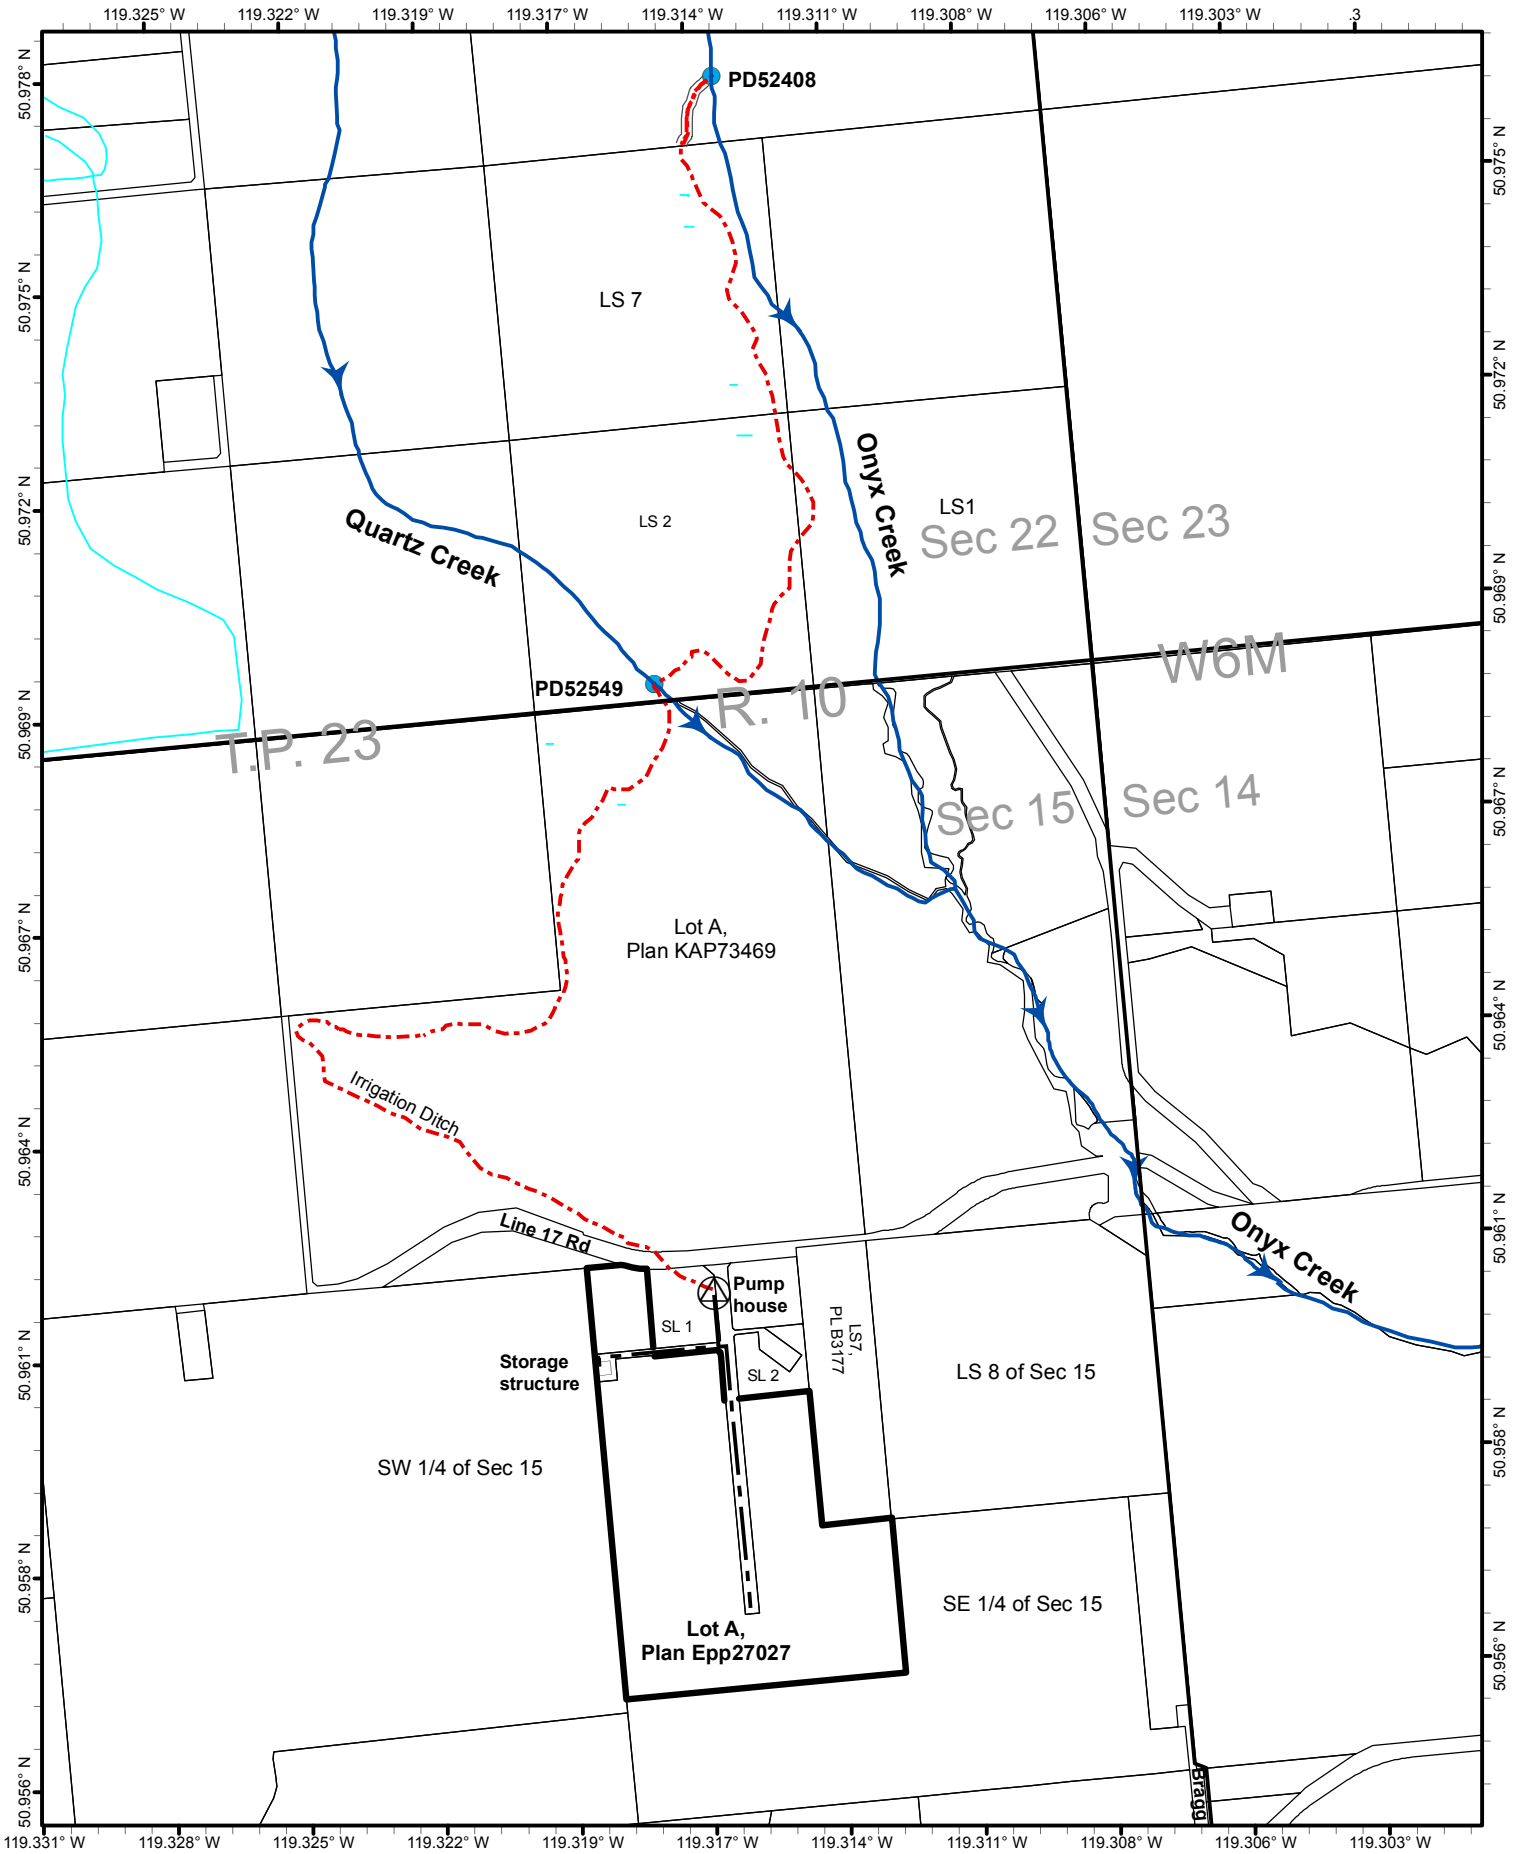 119.325° W
119.322° W
119.319° W
119.317° W
119.314° W
119.311° W
119.308° W
119.306° W
119.303° W
.3
50.978° N
50.975° N
50.972° N
50.969° N
50.967° N
50.964° N
50.961° N
50.958° N
50.956° N
PD52408
LS 7
Onyx Creek
LS1
Quartz Creek
LS 2
Sec 22
Sec 23
W6M
PD52549
R. 10
T.P. 23
Sec 15
Sec 14
Lot A,
Plan KAP73469
Irrigation Ditch
Line 17 Rd
Onyx Creek
Pump
house
SL 1
LS7,
PL B3177
Storage
structure
SL 2
LS 8 of Sec 15
SW 1/4 of Sec 15
SE 1/4 of Sec 15
Lot A,
Plan Epp27027
Bragg
50.975° N
50.972° N
50.969° N
50.967° N
50.964° N
50.961° N
50.958° N
50.956° N
119.331° W
119.328° W
119.325° W
119.322° W
119.319° W
119.317° W
119.314° W
119.311° W
119.308° W
119.306° W
119.303° W